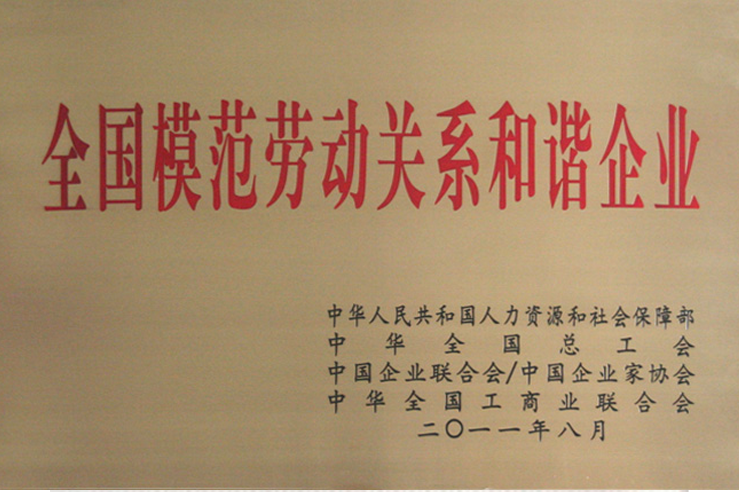 全国模范劳动关系和谐企业
中华人民共和国人力资源和社会保障部
中华全国总工会
中国企业联合会/中国企业家协会
中华全国工商业联合会
二〇一一年八月